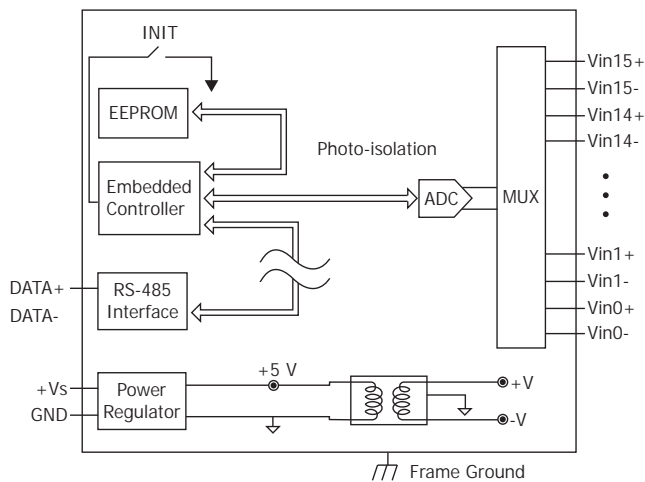 INIT
EEPROM
Photo-isolation
Embedded
Controller
ADC
MUX
Vin15+
Vin15-
Vin14+
Vin14-
Vin1+
Vin1-
Vin0+
Vin0-
DATA+
DATA-
RS-485
Interface
+Vs
GND
Power
Regulator
+5 V
+V
-V
Frame Ground